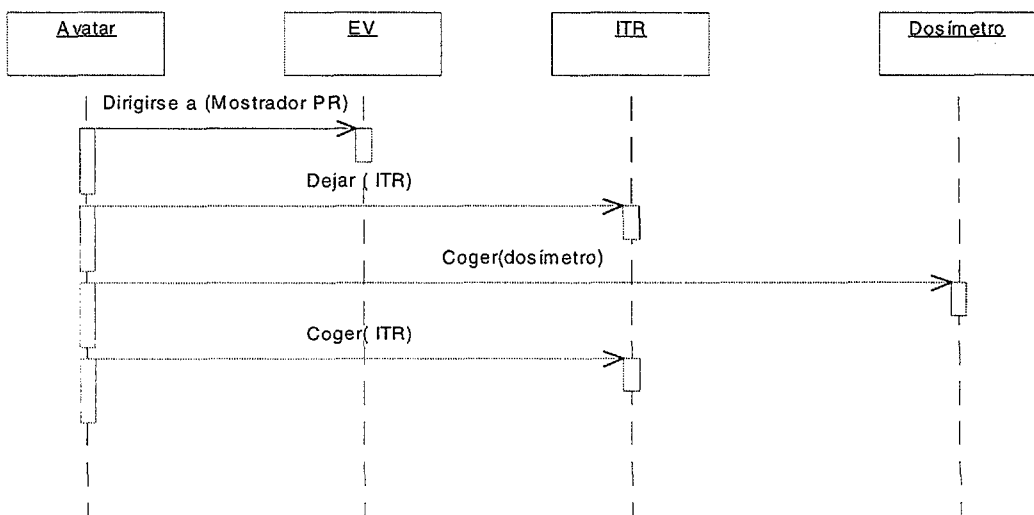 Avatar
EV
ITR
Dosímetro
Dirigirse a (Mostrador PR)
Dejar ( ITR)
Coger(dosímetro)
Coger( ITR)